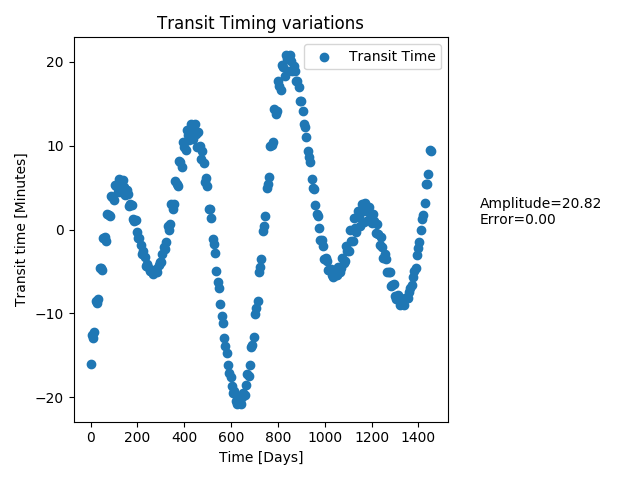 Transit Timing variations
Transit Time
Transit time [Minutes]
20
10
0
−10
−20
0
200
400
600
800
1000
1200
1400
Time [Days]
Amplitude=20.82
Error=0.00